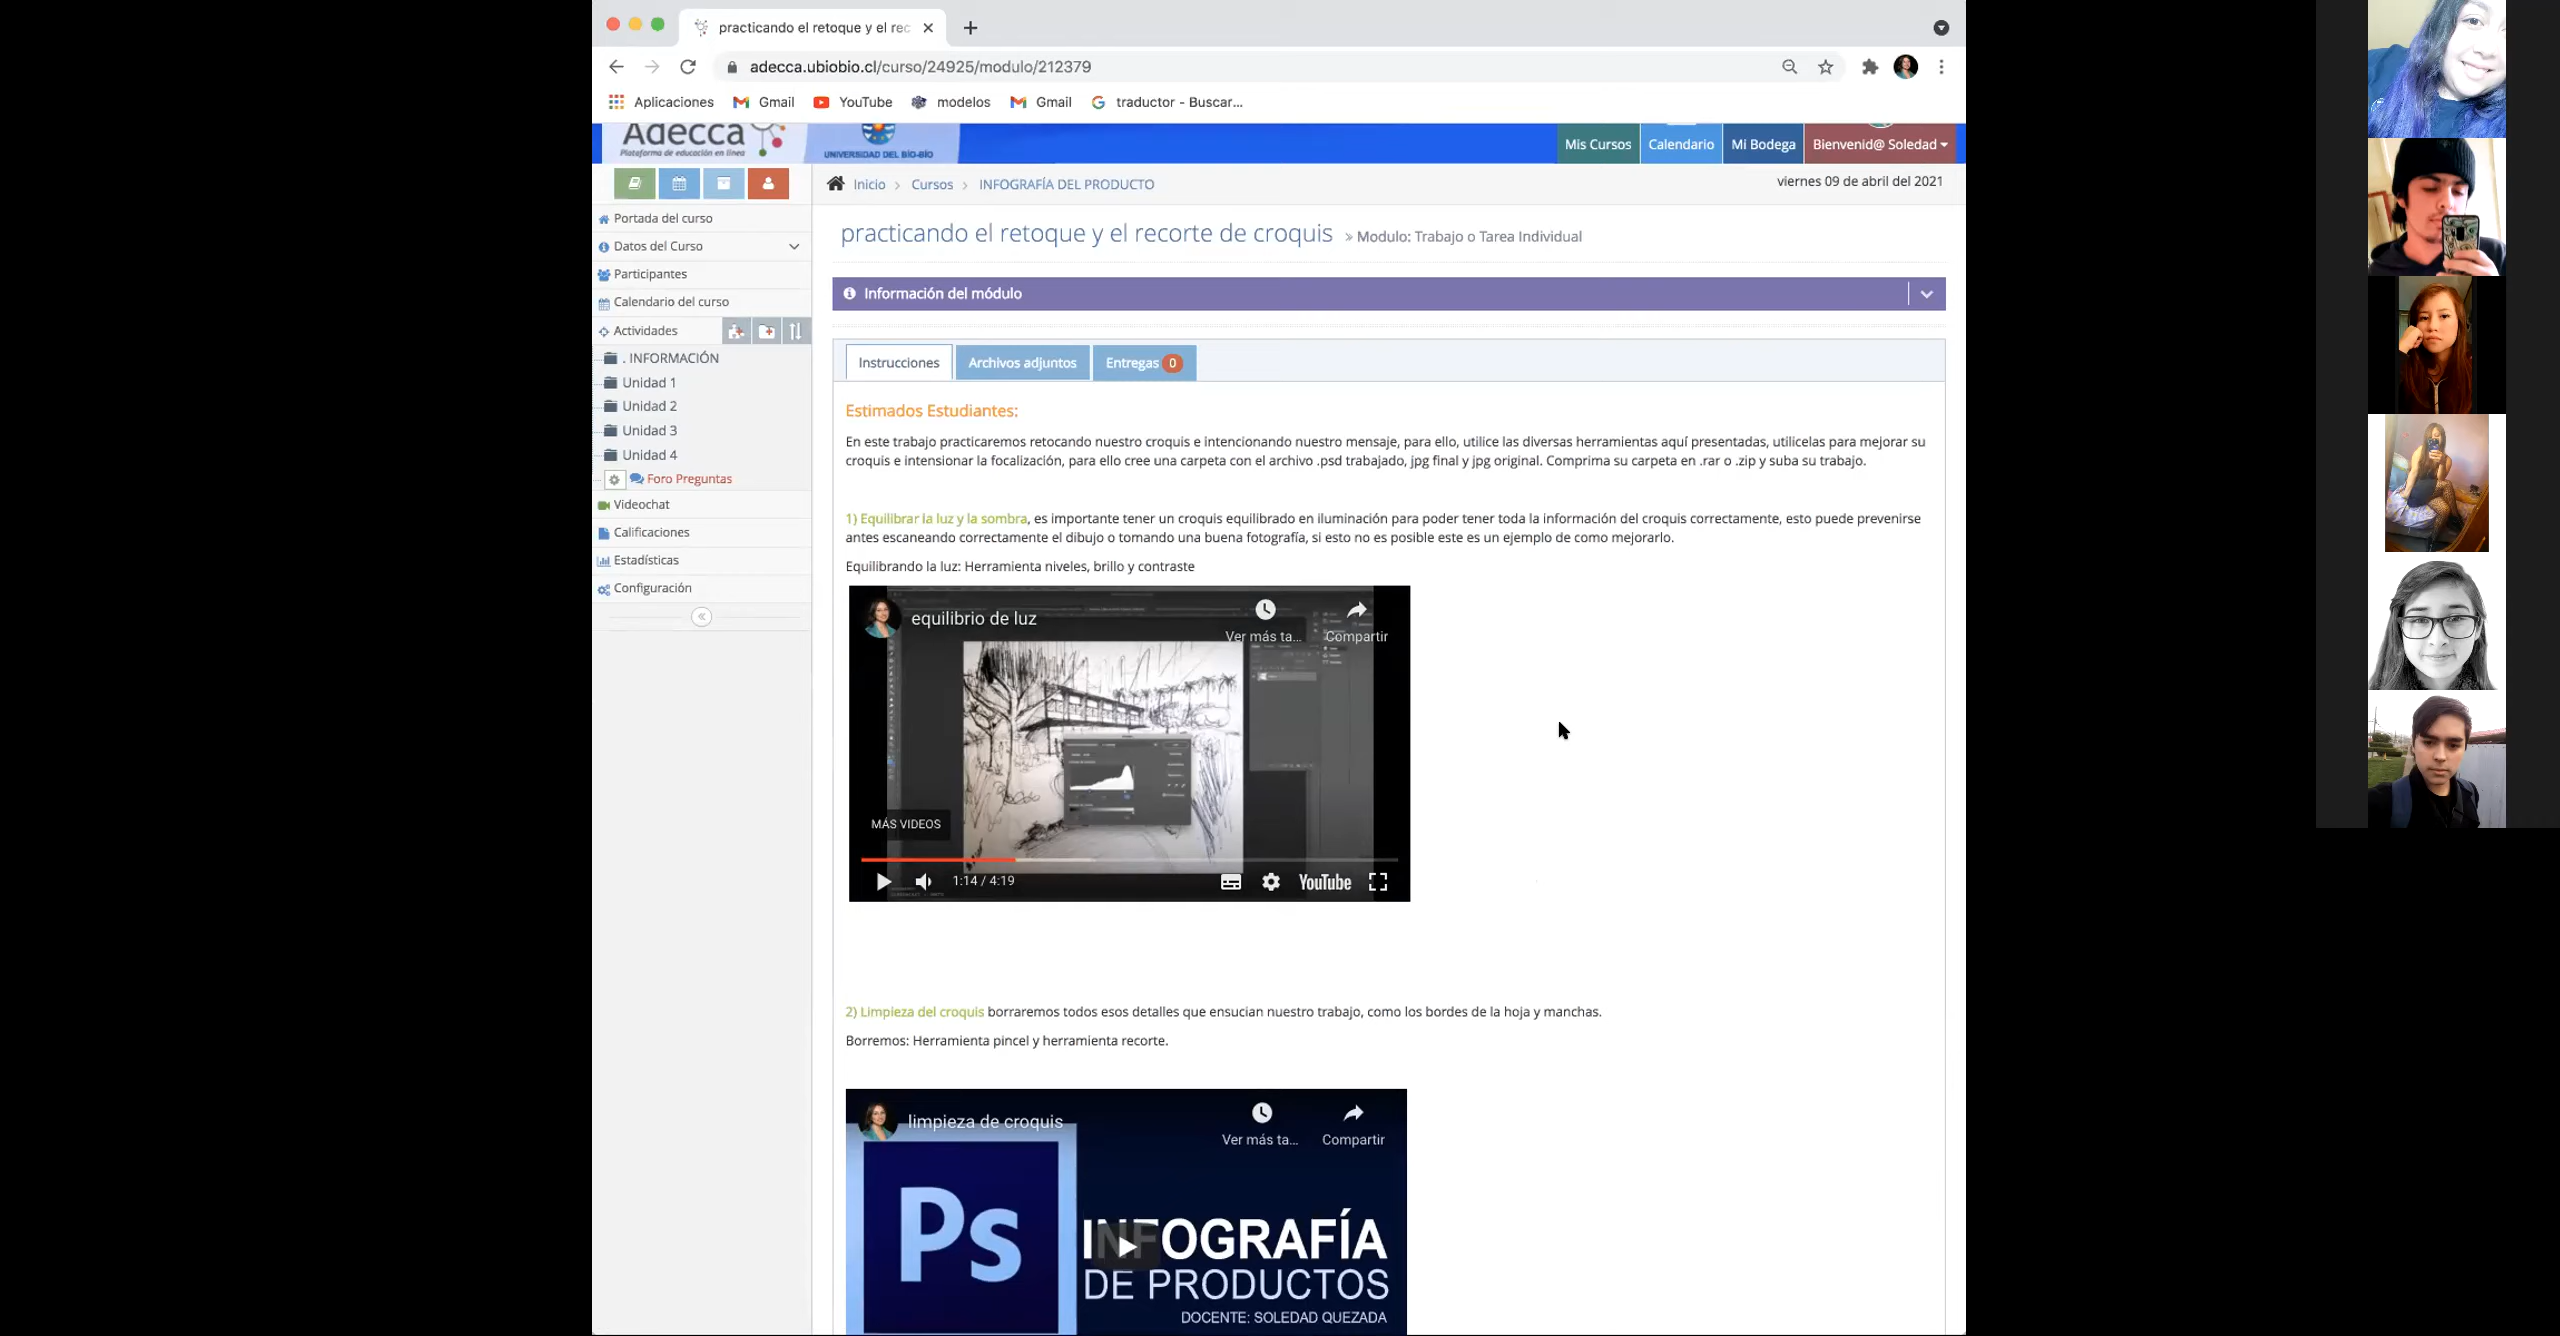 practicando el retoque y el rec
adecca.ubiobio.cl/curso/24925/modulo/212379
Aplicaciones Gmail YouTube modelos Gmail traductor - Buscar...
Adecca
Plataforma de educación en línea
UNIVERSIDAD DEL BÍO-BÍO
Mis Cursos Calendario Mi Bodega Bienvenid@ Soledad
Inicio > Cursos > INFOGRAFÍA DEL PRODUCTO
viernes 09 de abril del 2021
Portada del curso
Datos del Curso
Participantes
Calendario del curso
Actividades
. INFORMACIÓN
Unidad 1
Unidad 2
Unidad 3
Unidad 4
Foro Preguntas
Videochat
Calificaciones
Estadísticas
Configuración
practicando el retoque y el recorte de croquis » Modulo: Trabajo o Tarea Individual
Información del módulo
Instrucciones Archivos adjuntos Entregas 0
Estimados Estudiantes:
En este trabajo practicaremos retocando nuestro croquis e intencionando nuestro mensaje, para ello, utilice las diversas herramientas aquí presentadas, utilicelas para mejorar su
croquis e intensionar la focalización, para ello cree una carpeta con el archivo .psd trabajado, jpg final y jpg original. Comprima su carpeta en .rar o .zip y suba su trabajo.
1) Equilibrar la luz y la sombra, es importante tener un croquis equilibrado en iluminación para poder tener toda la información del croquis correctamente, esto puede prevenirse
antes escaneando correctamente el dibujo o tomando una buena fotografía, si esto no es posible este es un ejemplo de como mejorarlo.
Equilibrando la luz: Herramienta niveles, brillo y contraste
equilibrio de luz
Ver más ta... Compartir
MÁS VIDEOS
1:14 / 4:19
YouTube
2) Limpieza del croquis borraremos todos esos detalles que ensucian nuestro trabajo, como los bordes de la hoja y manchas.
Borremos: Herramienta pincel y herramienta recorte.
limpieza de croquis
Ver más ta... Compartir
Ps
INFOGRAFÍA
DE PRODUCTOS
DOCENTE: SOLEDAD QUEZADA